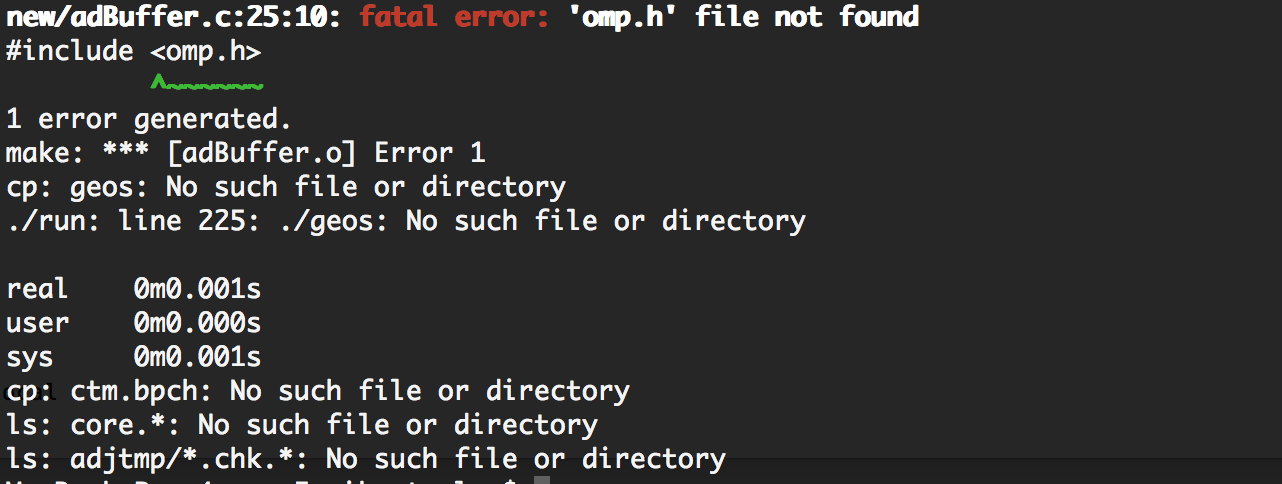 new/adBuffer.c:25:10: fatal error: 'omp.h' file not found
#include <omp.h>
^~~~~~~
1 error generated.
make: *** [adBuffer.o] Error 1
cp: geos: No such file or directory
./run: line 225: ./geos: No such file or directory
real    0m0.001s
user    0m0.000s
sys     0m0.001s
cp: ctm.bpch: No such file or directory
ls: core.*: No such file or directory
ls: adjtmp/*.chk.*: No such file or directory